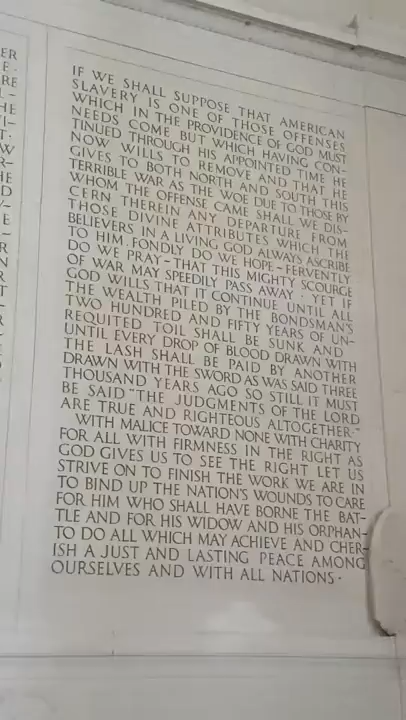 IF WE SHALL SUPPOSE THAT AMERICAN
SLAVERY IS ONE OF THOSE OFFENSES
WHICH IN THE PROVIDENCE OF GOD MUST
NEEDS COME BUT WHICH HAVING CON-
TINUED THROUGH HIS APPOINTED TIME HE
NOW WILLS TO REMOVE AND THAT HE
GIVES TO BOTH NORTH AND SOUTH THIS
TERRIBLE WAR AS THE WOE DUE TO THOSE BY
WHOM THE OFFENSE CAME SHALL WE DIS-
CERN THEREIN ANY DEPARTURE FROM
THOSE DIVINE ATTRIBUTES WHICH THE
BELIEVERS IN A LIVING GOD ALWAYS ASCRIBE
TO HIM · FONDLY DO WE HOPE - FERVENTLY
DO WE PRAY - THAT THIS MIGHTY SCOURGE
OF WAR MAY SPEEDILY PASS AWAY · YET IF
GOD WILLS THAT IT CONTINUE UNTIL ALL
THE WEALTH PILED BY THE BONDSMAN'S
TWO HUNDRED AND FIFTY YEARS OF UN-
REQUITED TOIL SHALL BE SUNK AND
UNTIL EVERY DROP OF BLOOD DRAWN WITH
THE LASH SHALL BE PAID BY ANOTHER
DRAWN WITH THE SWORD AS WAS SAID THREE
THOUSAND YEARS AGO SO STILL IT MUST
BE SAID "THE JUDGMENTS OF THE LORD
ARE TRUE AND RIGHTEOUS ALTOGETHER ·"
WITH MALICE TOWARD NONE WITH CHARITY
FOR ALL WITH FIRMNESS IN THE RIGHT AS
GOD GIVES US TO SEE THE RIGHT LET US
STRIVE ON TO FINISH THE WORK WE ARE IN
TO BIND UP THE NATION'S WOUNDS TO CARE
FOR HIM WHO SHALL HAVE BORNE THE BAT-
TLE AND FOR HIS WIDOW AND HIS ORPHAN-
TO DO ALL WHICH MAY ACHIEVE AND CHER-
ISH A JUST AND LASTING PEACE AMONG
OURSELVES AND WITH ALL NATIONS ·